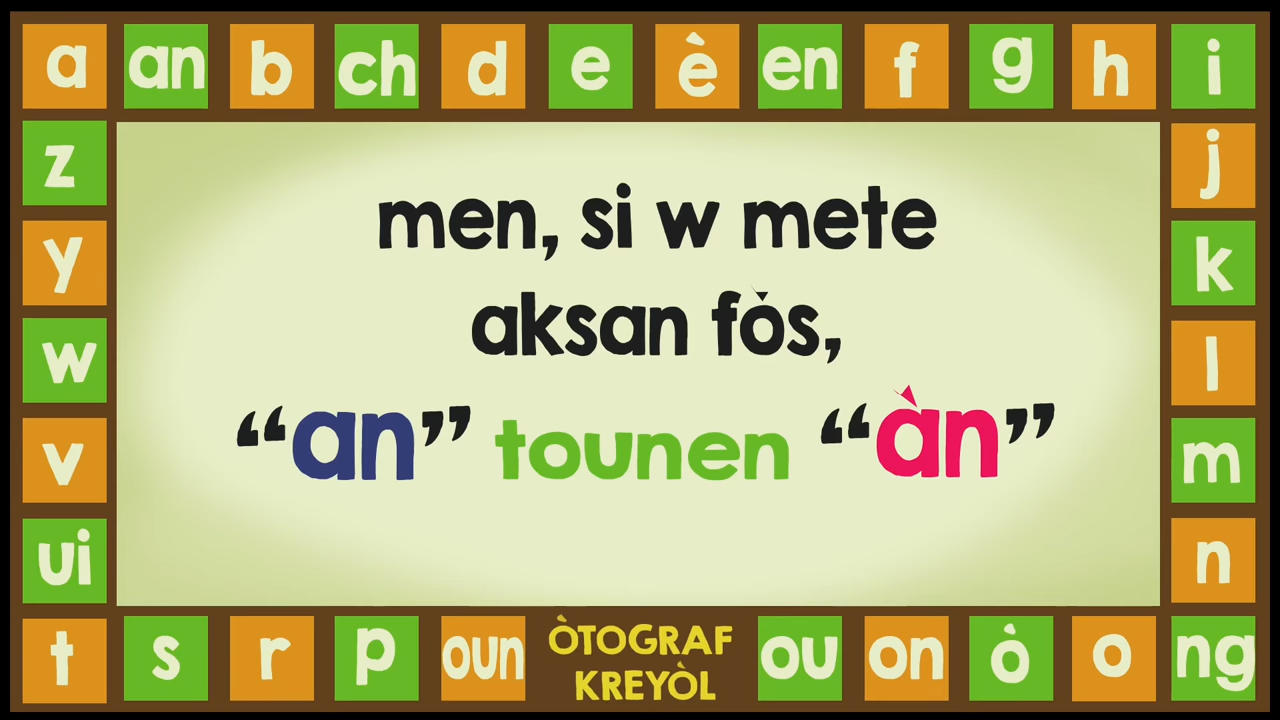 a an b ch d e è en f g h i
z j
men, si w mete
y k
aksan fòs,
w l
“an” tounen “àn”
v m
ui n
t s r p oun ÒTOGRAF ou on ò o ng
KREYÒL